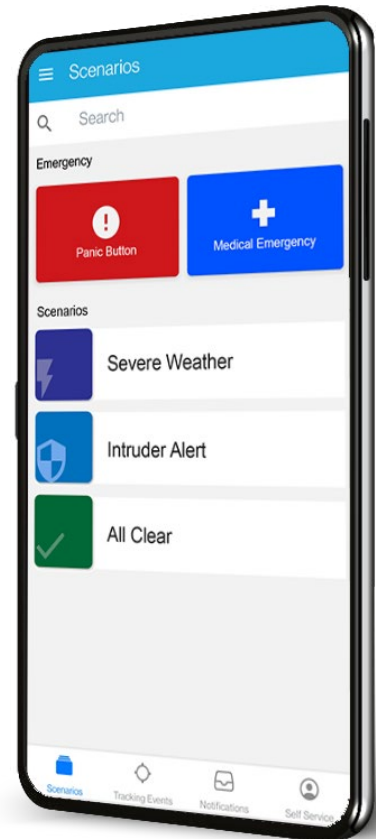 Scenarios
Search
Emergency
Panic Button
Medical Emergency
Scenarios
Severe Weather
Intruder Alert
All Clear
Scenarios
Tracking Events
Notifications
Self Service